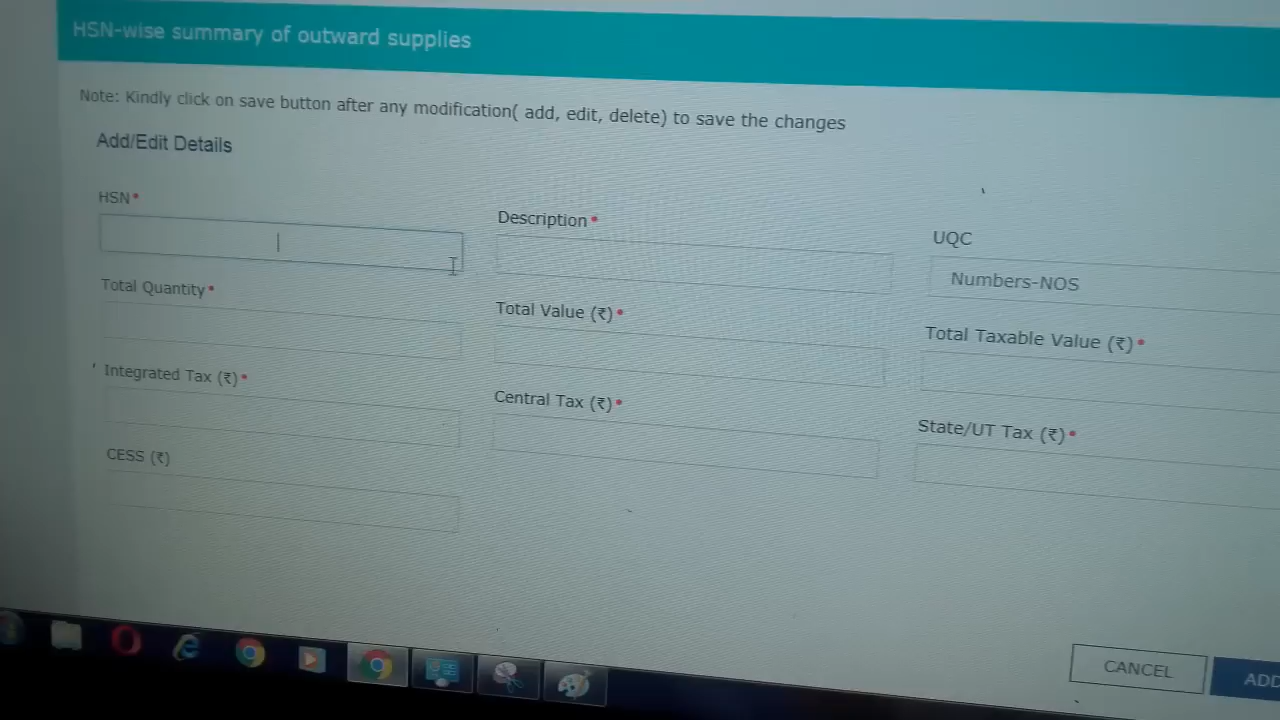 HSN-wise summary of outward supplies
Note: Kindly click on save button after any modification( add, edit, delete) to save the changes
Add/Edit Details
HSN*
Description*
UQC
Numbers-NOS
Total Quantity*
Total Value (₹)*
Total Taxable Value (₹)*
Integrated Tax (₹)*
Central Tax (₹)*
State/UT Tax (₹)*
CESS (₹)
CANCEL
ADD